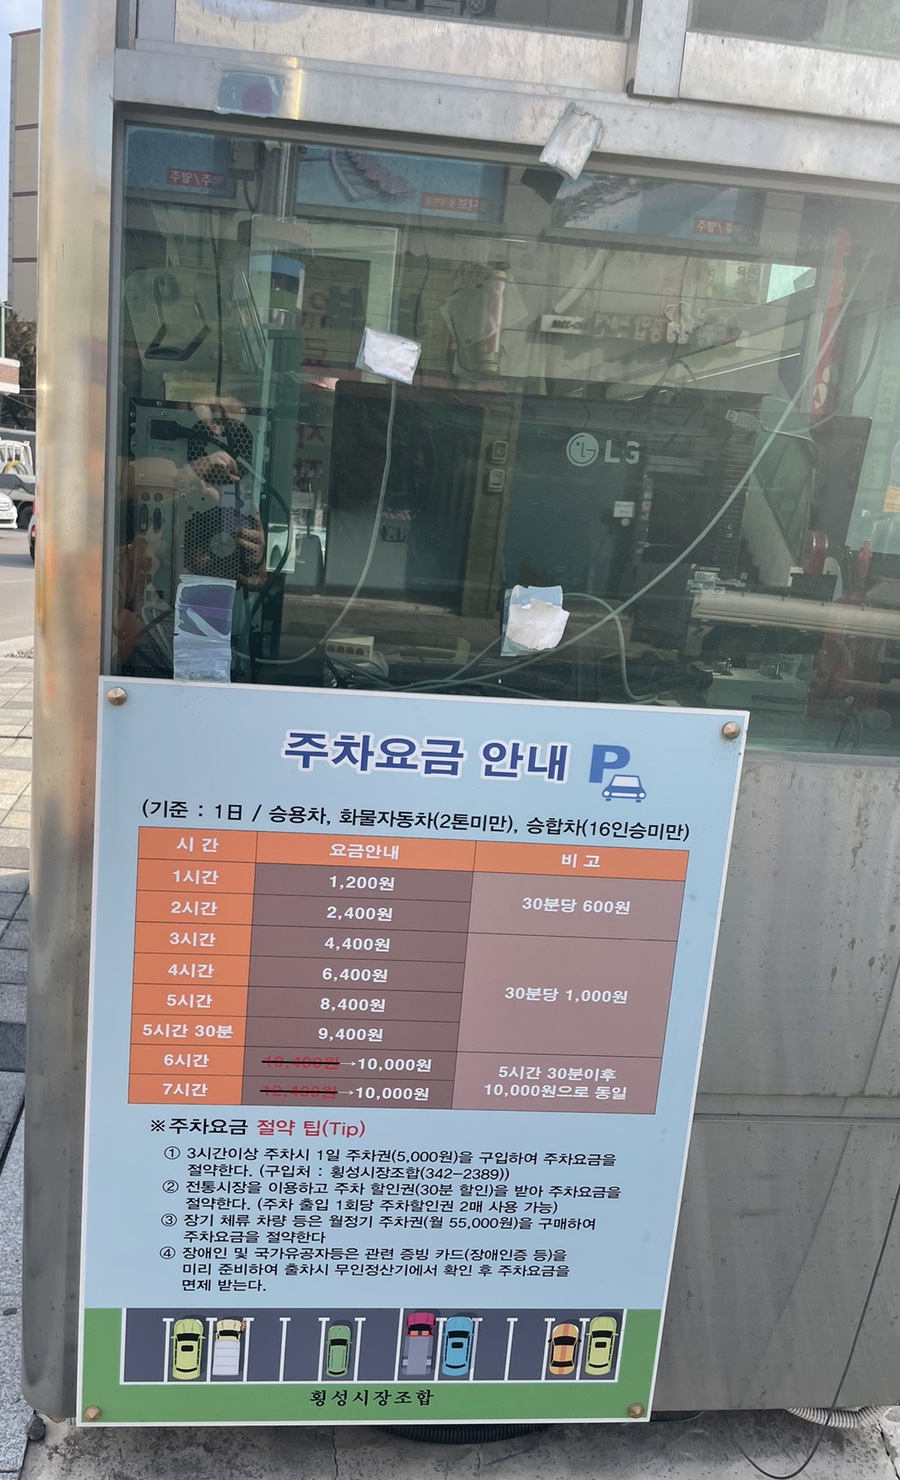 LG
주차요금 안내 P
(기준 : 1日 / 승용차, 화물자동차(2톤미만), 승합차(16인승미만)
시 간 요금안내 비 고
1시간 1,200원 30분당 600원
2시간 2,400원
3시간 4,400원 30분당 1,000원
4시간 6,400원
5시간 8,400원
5시간 30분 9,400원
6시간 10,400원→10,000원 5시간 30분이후
7시간 12,400원→10,000원 10,000원으로 동일
※주차요금 절약 팁(Tip)
① 3시간이상 주차시 1일 주차권(5,000원)을 구입하여 주차요금을
절약한다. (구입처 : 횡성시장조합(342-2389))
② 전통시장을 이용하고 주차 할인권(30분 할인)을 받아 주차요금을
절약한다. (주차 출입 1회당 주차할인권 2매 사용 가능)
③ 장기 체류 차량 등은 월정기 주차권(월 55,000원)을 구매하여
주차요금을 절약한다
④ 장애인 및 국가유공자등은 관련 증빙 카드(장애인증 등)을
미리 준비하여 출차시 무인정산기에서 확인 후 주차요금을
면제 받는다.
횡성시장조합